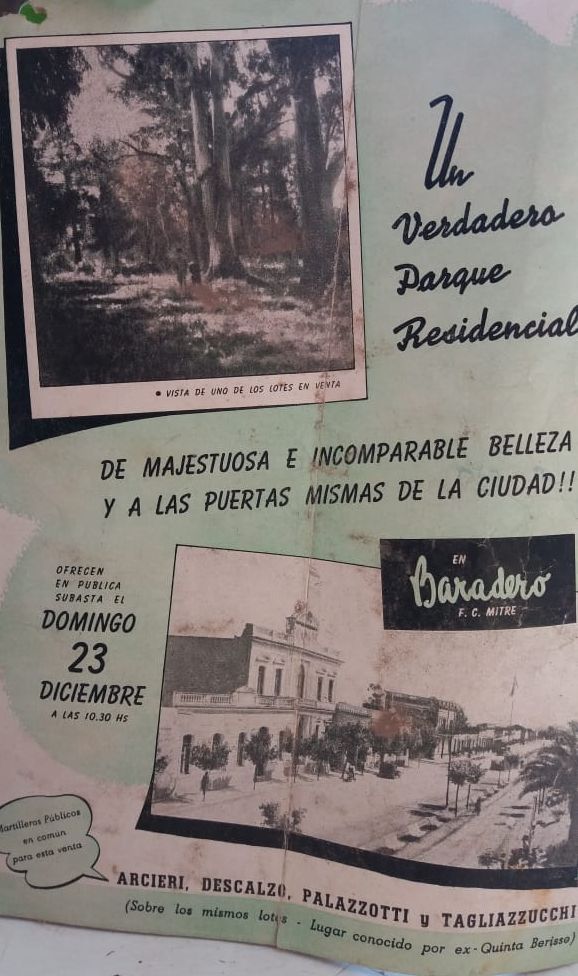 Un
Verdadero
Parque
Residencial
• VISTA DE UNO DE LOS LOTES EN VENTA
DE MAJESTUOSA E INCOMPARABLE BELLEZA
Y A LAS PUERTAS MISMAS DE LA CIUDAD!!
OFRECEN
EN PUBLICA
SUBASTA EL
DOMINGO
23
DICIEMBRE
A LAS 10.30 HS
EN
Baradero
F. C. MITRE
Martilleros Públicos
en común
para esta venta
ARCIERI, DESCALZO, PALAZZOTTI y TAGLIAZZUCCHI
(Sobre los mismos lotes - Lugar conocido por ex-Quinta Berisso)